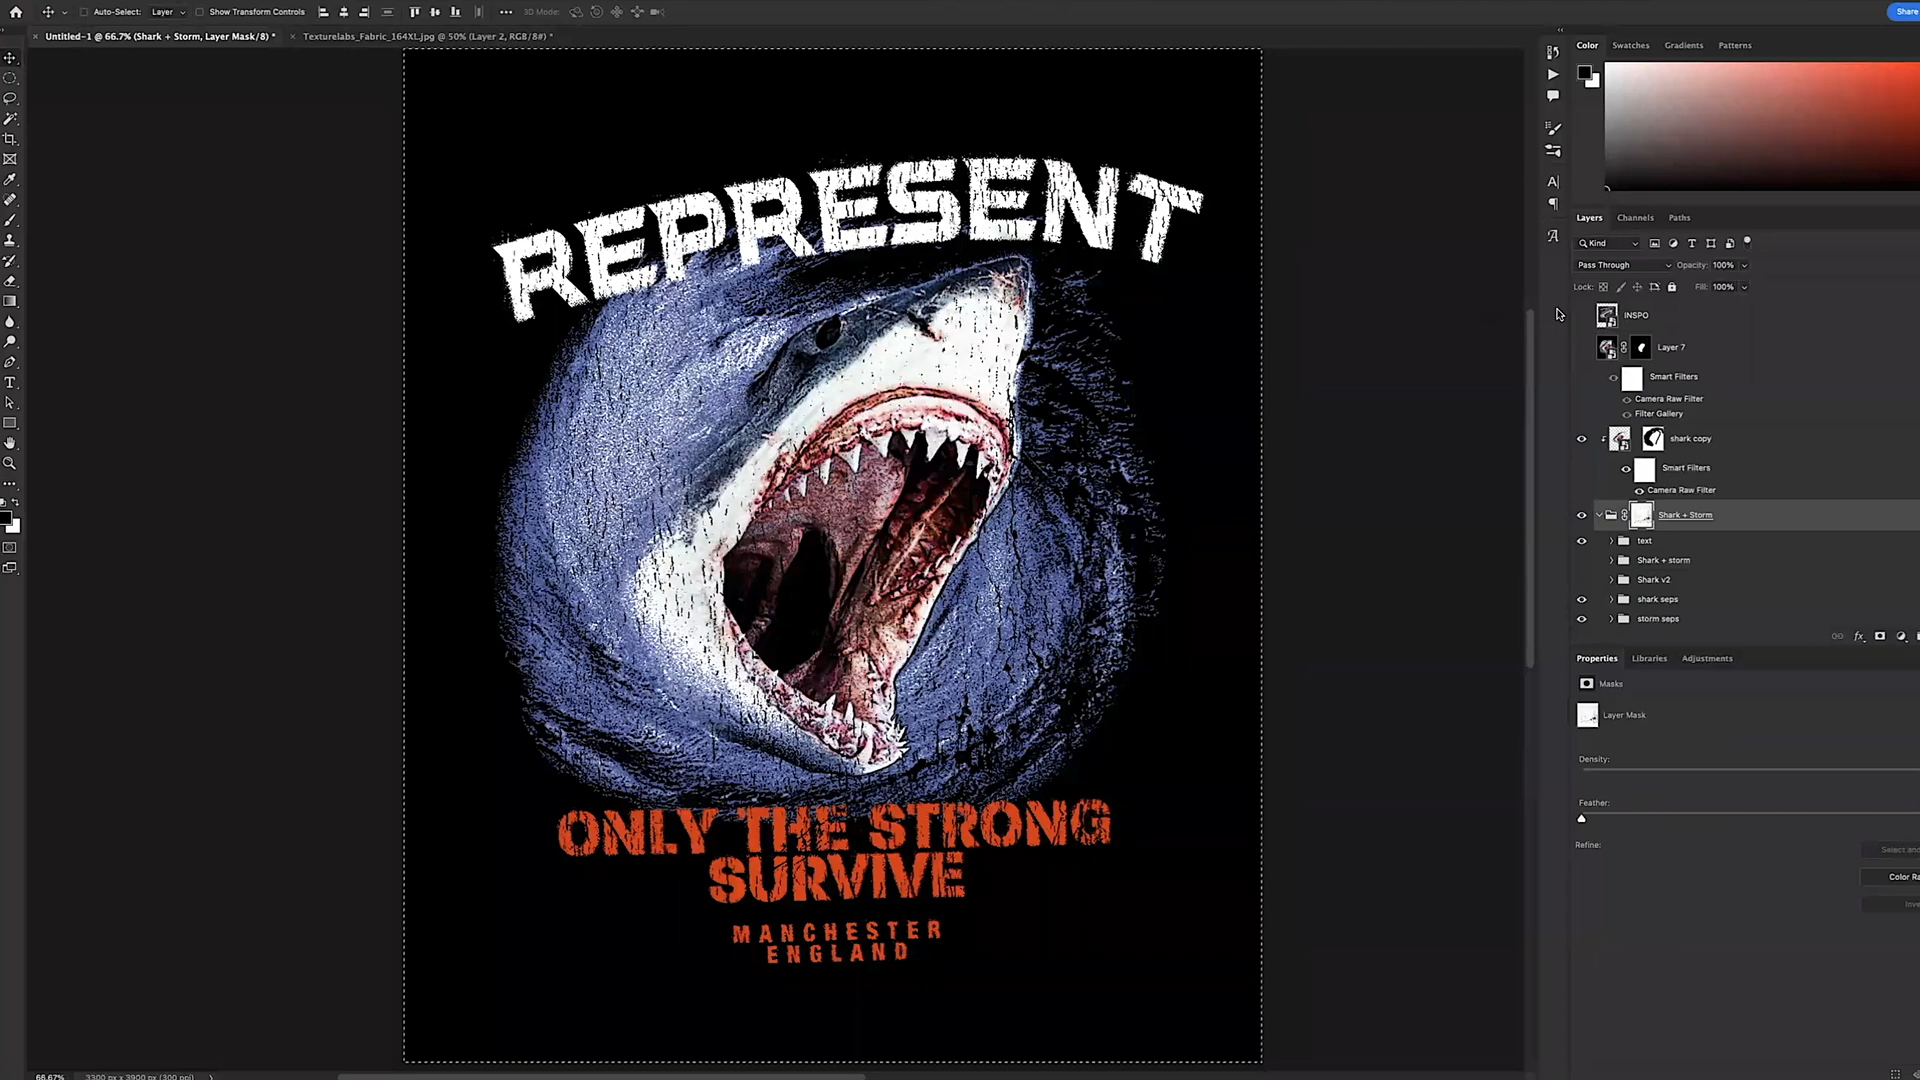 Auto-Select: Layer Show Transform Controls ••• 3D Mode: Share
× Untitled-1 @ 66.7% (Shark + Storm, Layer Mask/8) * × Texturelabs_Fabric_164XL.jpg @ 50% (Layer 2, RGB/8#) *
Color Swatches Gradients Patterns
Layers Channels Paths
Kind
Pass Through Opacity: 100%
Lock: Fill: 100%
INSPO
Layer 7
Smart Filters
Camera Raw Filter
Filter Gallery
shark copy
Smart Filters
Camera Raw Filter
Shark + Storm
text
Shark + storm
Shark v2
shark seps
storm seps
fx
Properties Libraries Adjustments
Masks
Layer Mask
Density:
Feather:
Refine:
Select and
Color Ra
Inve
REPRESENT
ONLY THE STRONG
SURVIVE
MANCHESTER
ENGLAND
66.67% 3300 px x 3900 px (300 ppi)